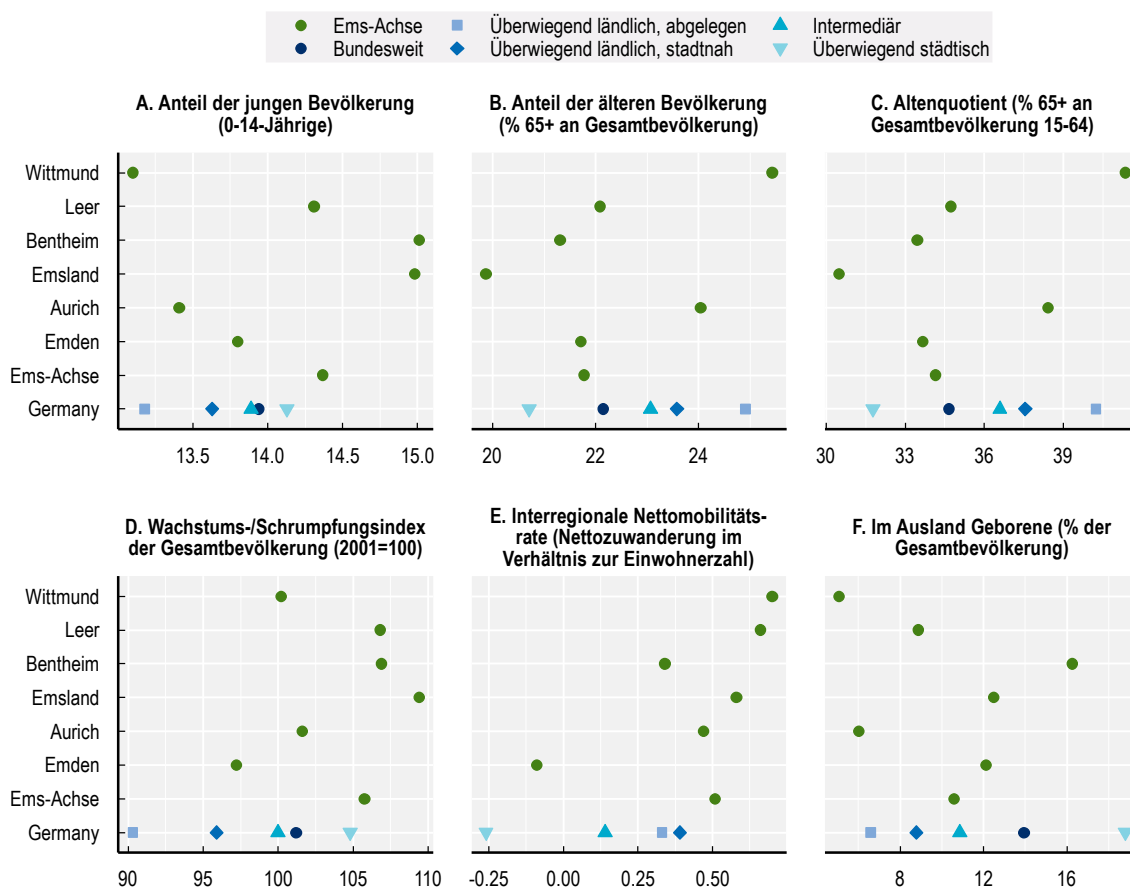 Ems-Achse
Überwiegend ländlich, abgelegen
Intermediär
Bundesweit
Überwiegend ländlich, stadtnah
Überwiegend städtisch
A. Anteil der jungen Bevölkerung
(0-14-Jährige)
B. Anteil der älteren Bevölkerung
(% 65+ an Gesamtbevölkerung)
C. Altenquotient (% 65+ an
Gesamtbevölkerung 15-64)
Wittmund
Leer
Bentheim
Emsland
Aurich
Emden
Ems-Achse
Germany
13.5 14.0 14.5 15.0
20 22 24
30 33 36 39
D. Wachstums-/Schrumpfungsindex
der Gesamtbevölkerung (2001=100)
E. Interregionale Nettomobilitäts-
rate (Nettozuwanderung im
Verhältnis zur Einwohnerzahl)
F. Im Ausland Geborene (% der
Gesamtbevölkerung)
Wittmund
Leer
Bentheim
Emsland
Aurich
Emden
Ems-Achse
Germany
90 95 100 105 110
-0.25 0.00 0.25 0.50
8 12 16